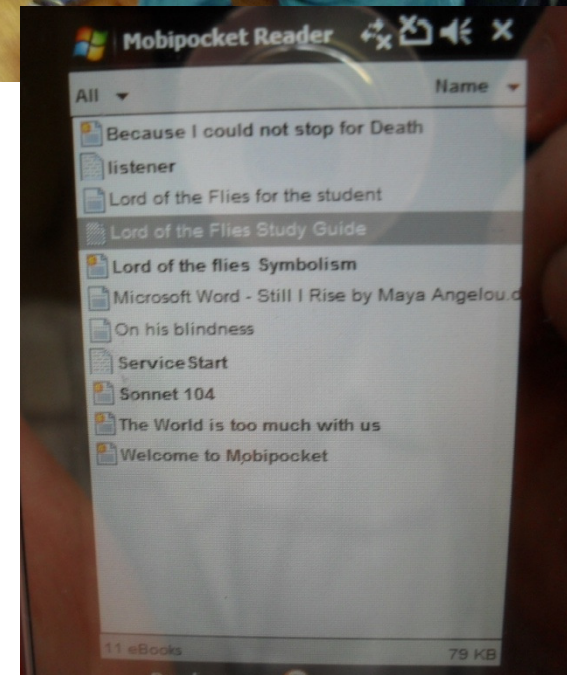 Mobipocket Reader
All Name
Because I could not stop for Death
listener
Lord of the Flies for the student
Lord of the Flies Study Guide
Lord of the flies Symbolism
Microsoft Word - Still I Rise by Maya Angelou.d
On his blindness
ServiceStart
Sonnet 104
The World is too much with us
Welcome to Mobipocket
11 eBooks 79 KB